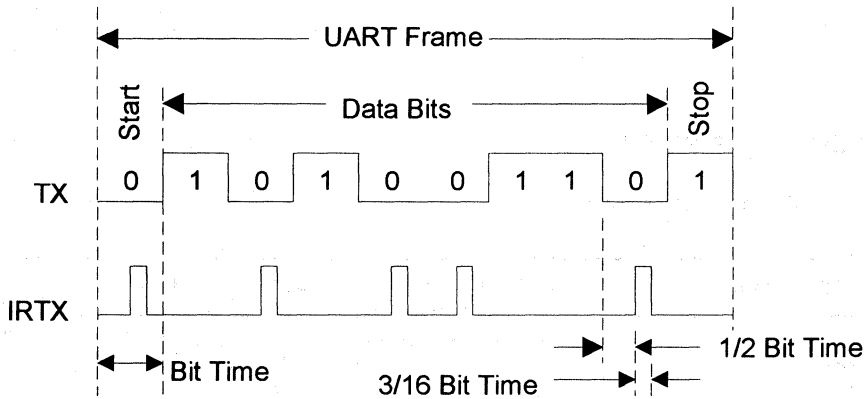 UART Frame
Start
Data Bits
Stop
TX
0 1 0 1 0 0 1 1 0 1
IRTX
Bit Time
1/2 Bit Time
3/16 Bit Time